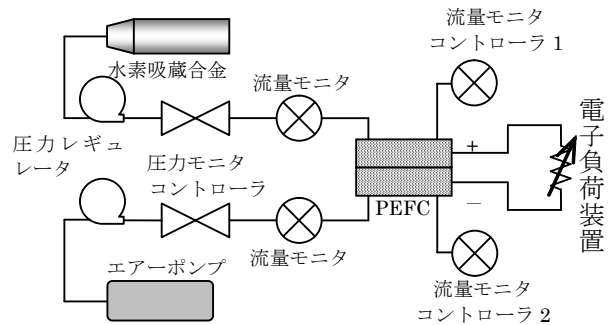 水素吸蔵合金
流量モニタ
コントローラ 1
流量モニタ
圧力レギュ
レータ
圧力モニタ
コントローラ
+
−
PEFC
電子負荷装置
流量モニタ
エアーポンプ
流量モニタ
コントローラ 2